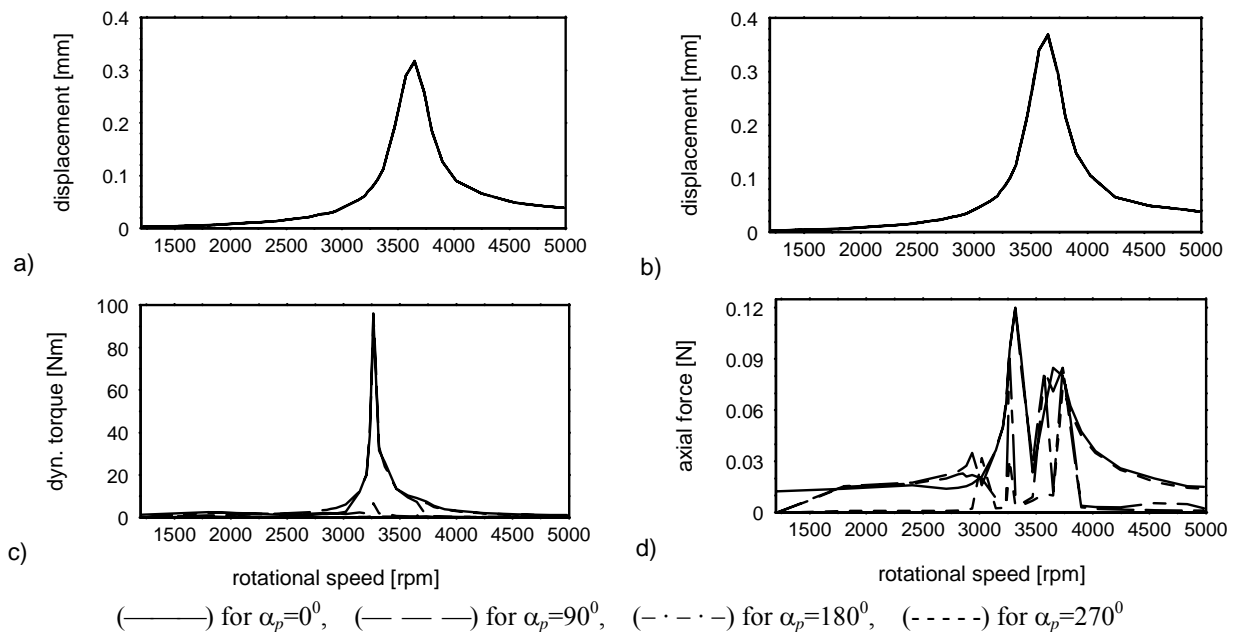 0.4
0.3
0.2
0.1
0
displacement [mm]
1500 2000 2500 3000 3500 4000 4500 5000
a)
0.4
0.3
0.2
0.1
0
displacement [mm]
1500 2000 2500 3000 3500 4000 4500 5000
b)
100
80
60
40
20
0
dyn. torque [Nm]
1500 2000 2500 3000 3500 4000 4500 5000
c)
rotational speed [rpm]
0.12
0.09
0.06
0.03
0
axial force [N]
1500 2000 2500 3000 3500 4000 4500 5000
d)
rotational speed [rpm]
(———) for αp=0⁰, (— — —) for αp=90⁰, (– · – · –) for αp=180⁰, (- - - - -) for αp=270⁰